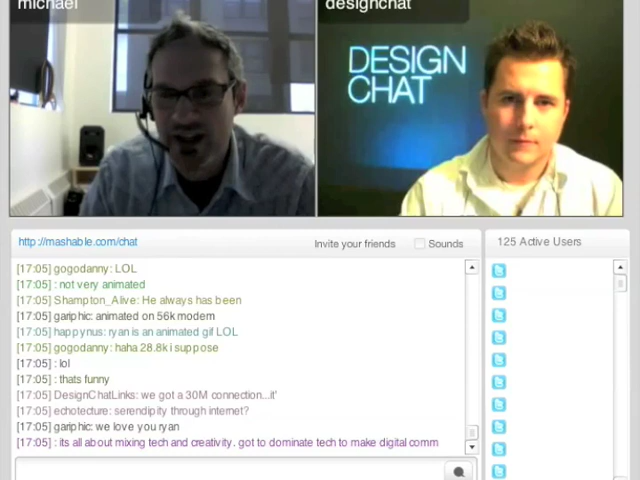 michael
designchat
DESIGN
CHAT
http://mashable.com/chat
Invite your friends
Sounds
125 Active Users
[17:05] gogodanny: LOL
[17:05] : not very animated
[17:05] Shampton_Alive: He always has been
[17:05] gariphic: animated on 56k modem
[17:05] happynus: ryan is an animated gif LOL
[17:05] gogodanny: haha 28.8k i suppose
[17:05] : lol
[17:05] : thats funny
[17:05] DesignChatLinks: we got a 30M connection...it'
[17:05] echotecture: serendipity through internet?
[17:05] gariphic: we love you ryan
[17:05] : its all about mixing tech and creativity. got to dominate tech to make digital comm